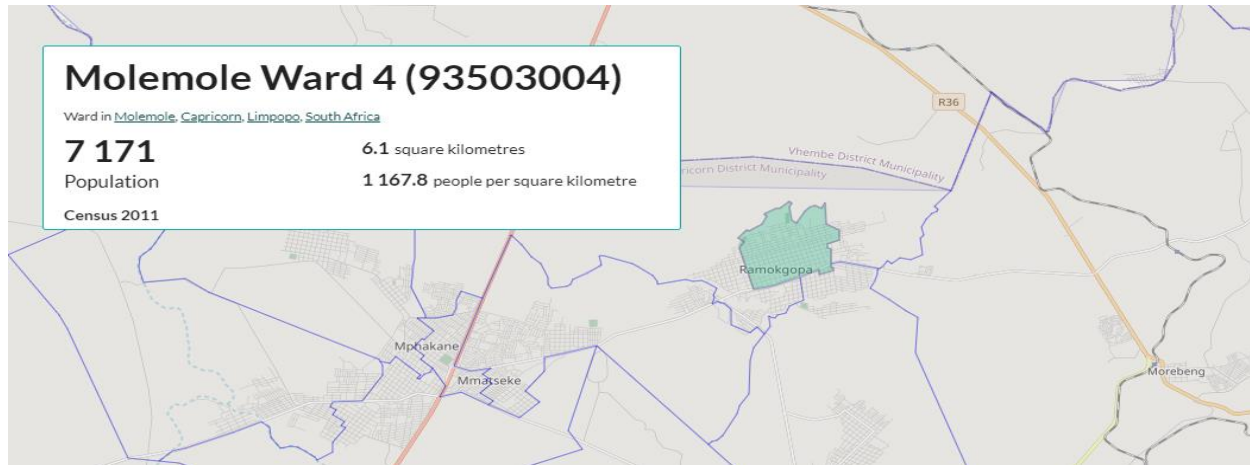 Molemole Ward 4 (93503004)
Ward in Molemole, Capricorn, Limpopo, South Africa
7 171
Population
6.1 square kilometres
1 167.8 people per square kilometre
Census 2011
R36
Vhembe District Municipality
ricorn District Municipality
Ramokgopa
Mphakane
Mmatseke
Morebeng